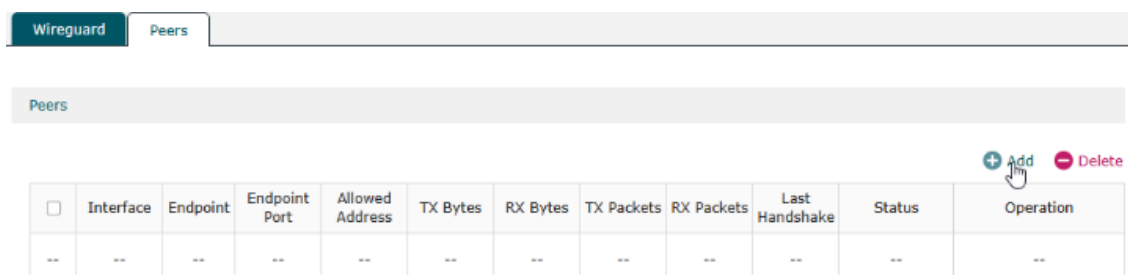 Wireguard Peers
Peers
Add Delete
Interface Endpoint Endpoint Port Allowed Address TX Bytes RX Bytes TX Packets RX Packets Last Handshake Status Operation
-- -- -- -- -- -- -- -- -- -- -- --